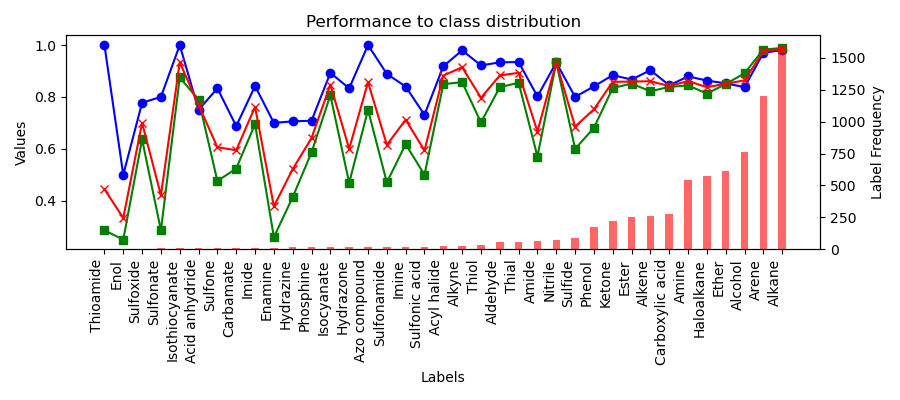 Performance to class distribution
Values
1.0
0.8
0.6
0.4
1500
1250
1000
750
500
250
0
Label Frequency
Thioamide
Enol
Sulfoxide
Sulfonate
Isothiocyanate
Acid anhydride
Sulfone
Carbamate
Imide
Enamine
Hydrazine
Phosphine
Isocyanate
Hydrazone
Azo compound
Sulfonamide
Imine
Sulfonic acid
Acyl halide
Alkyne
Thiol
Aldehyde
Thial
Amide
Nitrile
Sulfide
Phenol
Ketone
Ester
Alkene
Carboxylic acid
Amine
Haloalkane
Ether
Alcohol
Arene
Alkane
Labels